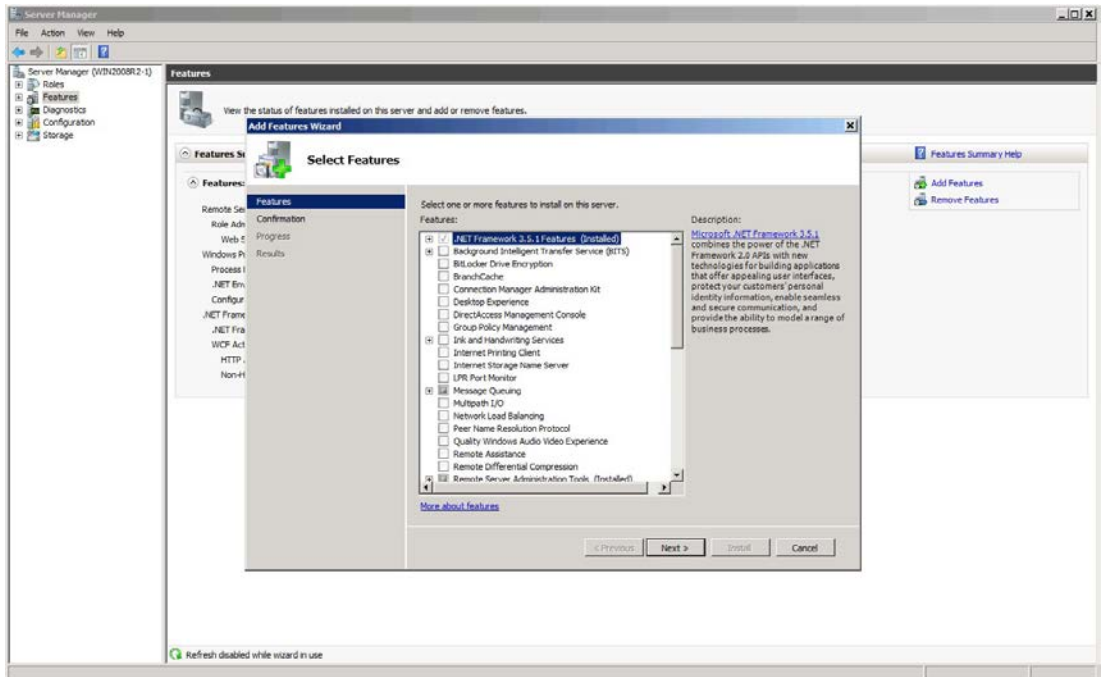 Server Manager
File Action View Help
Server Manager (WIN2008R2-1)
Roles
Features
Diagnostics
Configuration
Storage
Features
View the status of features installed on this server and add or remove features.
Features
Features Summary Help
Features:
Add Features
Remove Features
Remote
Role
Web
Windows
Process
.NET
.NET
.NET
WCF
HTTP
Add Features Wizard
Select Features
Features
Confirmation
Progress
Results
Select one or more features to install on this server.
Features:
.NET Framework 3.5.1 Features (Installed)
Background Intelligent Transfer Service (BITS)
BitLocker Drive Encryption
BranchCache
Connection Manager Administration Kit
Desktop Experience
DirectAccess Management Console
Group Policy Management
Ink and Handwriting Services
Internet Printing Client
Internet Storage Name Server
LPR Port Monitor
Message Queuing
Multipath I/O
Network Load Balancing
Peer Name Resolution Protocol
Quality Windows Audio Video Experience
Remote Assistance
Remote Differential Compression
Remote Server Administration Tools (Installed)
More about features
Description:
Microsoft .NET Framework 3.5.1
combines the power of the .NET
Framework 2.0 APIs with new
technologies for building applications
that offer appealing user interfaces,
protect your customers' personal
identity information, enable seamless
and secure communication, and
provide the ability to model a range of
business processes.
< Previous
Next >
Install
Cancel
Refresh disabled while wizard in use